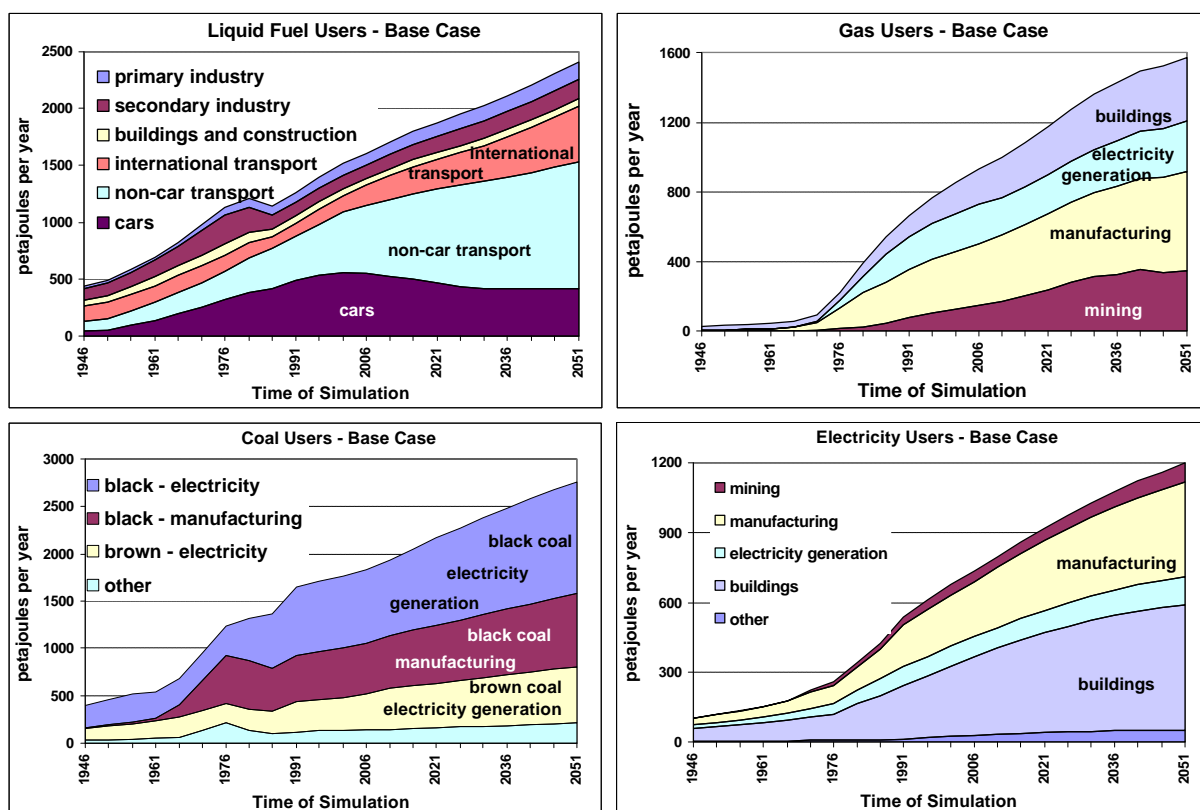 Liquid Fuel Users - Base Case
2500
2000
1500
1000
500
0
petajoules per year
primary industry
secondary industry
buildings and construction
international transport
non-car transport
cars
International
transport
non-car transport
cars
1946
1961
1976
1991
2006
2021
2036
2051
Time of Simulation
Gas Users - Base Case
1600
1200
800
400
0
petajoules per year
buildings
electricity
generation
manufacturing
mining
1946
1961
1976
1991
2006
2021
2036
2051
Time of Simulation
Coal Users - Base Case
3000
2500
2000
1500
1000
500
0
petajoules per year
black - electricity
black - manufacturing
brown - electricity
other
black coal
electricity
generation
black coal
manufacturing
brown coal
electricity generation
1946
1961
1976
1991
2006
2021
2036
2051
Time of Simulation
Electricity Users - Base Case
1200
900
600
300
0
petajoules per year
mining
manufacturing
electricity generation
buildings
other
manufacturing
buildings
1946
1961
1976
1991
2006
2021
2036
2051
Time of Simulation